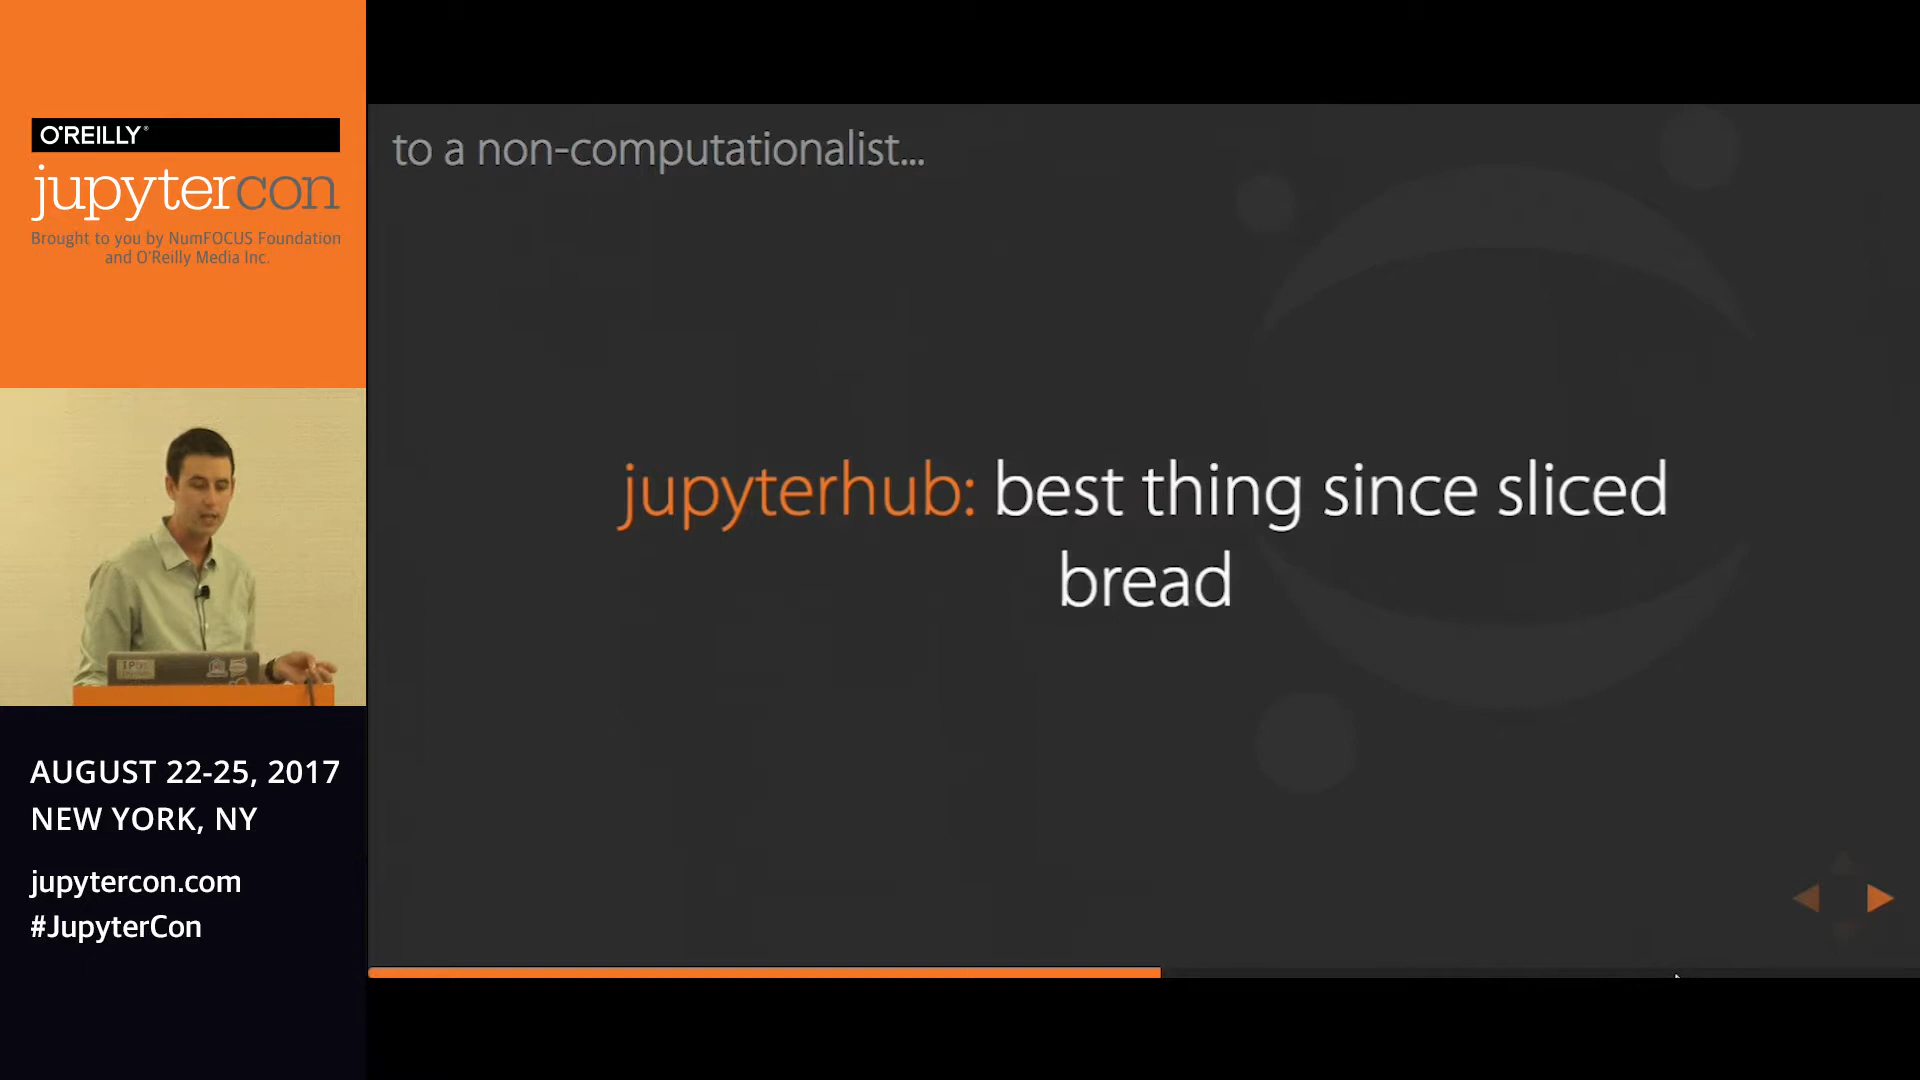 O'REILLY®
jupytercon
Brought to you by NumFOCUS Foundation
and O'Reilly Media Inc.
to a non-computationalist...
jupyterhub: best thing since sliced
bread
AUGUST 22-25, 2017
NEW YORK, NY
jupytercon.com
#JupyterCon